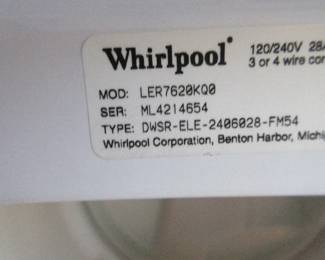 Whirlpool
120/240V 28A
3 or 4 wire
MOD: LER7620KQ0
SER: ML4214654
TYPE: DWSR-ELE-2406028-FM54
Whirlpool Corporation, Benton Harbor,